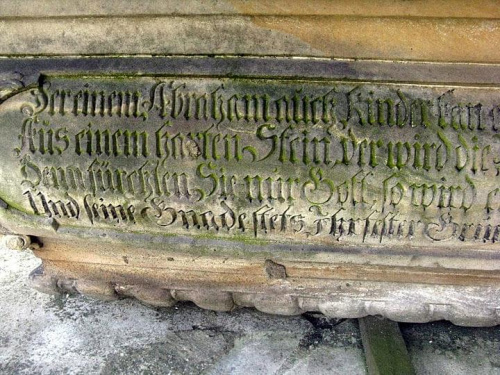 Der einem Abraham auch Kinder kan
Aus einem harten Stein, der wird die
Denn fürchten Sie nur Gott, so wird
Und seine Gnade stets, Ihr fester